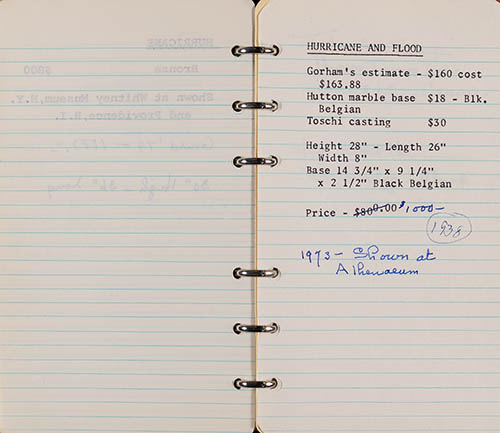 HURRICANE AND FLOOD
Gorham's estimate - $160 cost
$163.88
Hutton marble base $18 - Blk.
Belgian
Toschi casting $30
Height 28" - Length 26"
Width 8"
Base 14 3/4" x 9 1/4"
x 2 1/2" Black Belgian
Price - $800.00 $1000-
1938
1973 - Shown at
Athenaeum